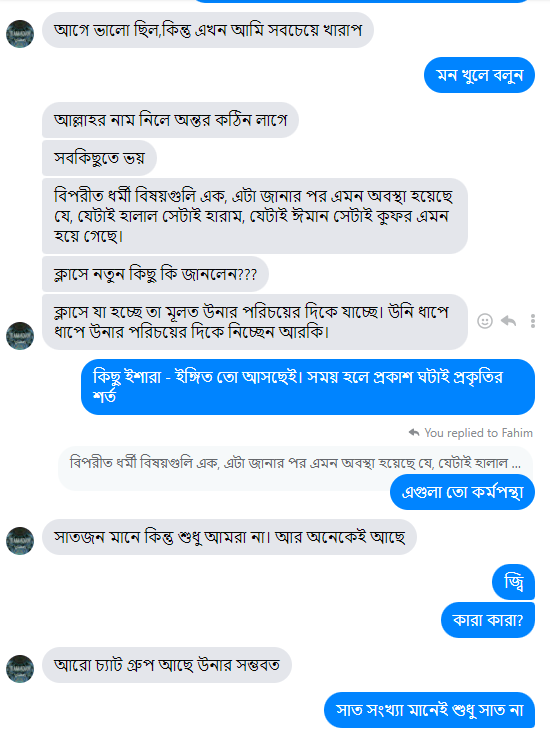 আগে ভালো ছিল,কিন্তু এখন আমি সবচেয়ে খারাপ
মন খুলে বলুন
আল্লাহর নাম নিলে অন্তর কঠিন লাগে
সবকিছুতে ভয়
বিপরীত ধর্মী বিষয়গুলি এক, এটা জানার পর এমন অবস্থা হয়েছে
যে, যেটাই হালাল সেটাই হারাম, যেটাই ঈমান সেটাই কুফর এমন
হয়ে গেছে।
ক্লাসে নতুন কিছু কি জানলেন???
ক্লাসে যা হচ্ছে তা মূলত উনার পরিচয়ের দিকে যাচ্ছে। উনি ধাপে
ধাপে উনার পরিচয়ের দিকে নিচ্ছেন আরকি।
কিছু ইশারা - ইঙ্গিত তো আসছেই। সময় হলে প্রকাশ ঘটাই প্রকৃতির
শর্ত
You replied to Fahim
বিপরীত ধর্মী বিষয়গুলি এক, এটা জানার পর এমন অবস্থা হয়েছে যে, যেটাই হালাল ...
এগুলা তো কর্মপন্থা
সাতজন মানে কিন্তু শুধু আমরা না। আর অনেকেই আছে
জ্বি
কারা কারা?
আরো চ্যাট গ্রুপ আছে উনার সম্ভবত
সাত সংখ্যা মানেই শুধু সাত না